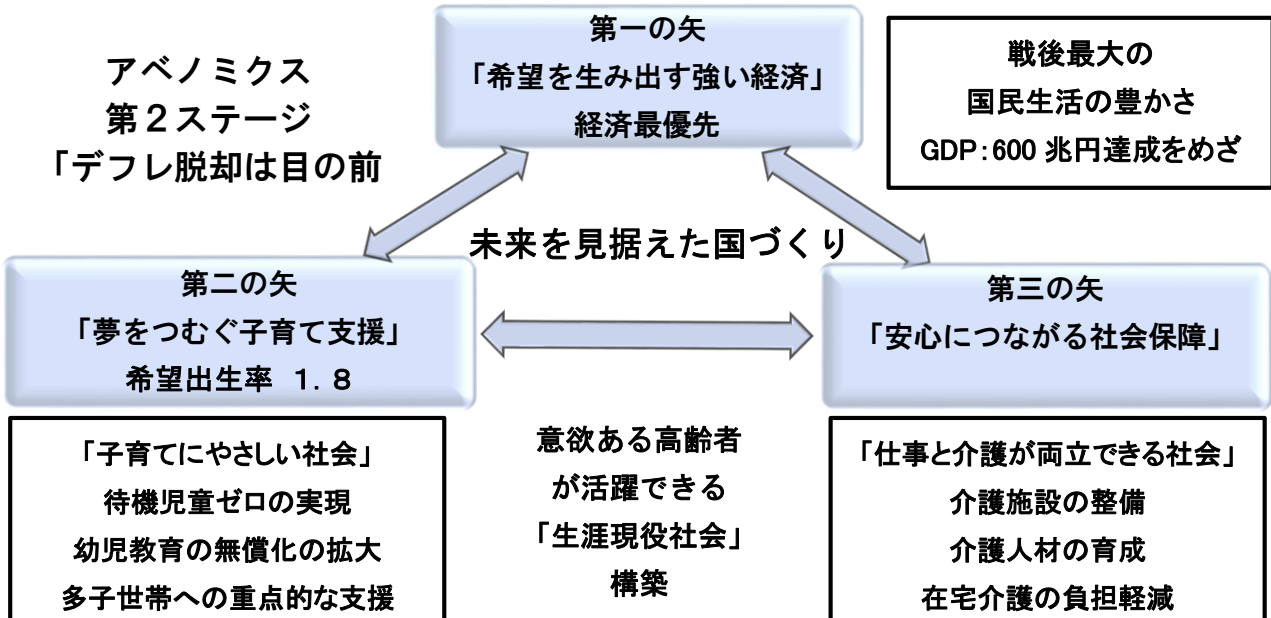 アベノミクス
第2ステージ
「デフレ脱却は目の前
第一の矢
「希望を生み出す強い経済」
経済最優先
戦後最大の
国民生活の豊かさ
GDP:600 兆円達成をめざ
未来を見据えた国づくり
第二の矢
「夢をつむぐ子育て支援」
希望出生率 1.8
第三の矢
「安心につながる社会保障」
「子育てにやさしい社会」
待機児童ゼロの実現
幼児教育の無償化の拡大
多子世帯への重点的な支援
意欲ある高齢者
が活躍できる
「生涯現役社会」
構築
「仕事と介護が両立できる社会」
介護施設の整備
介護人材の育成
在宅介護の負担軽減